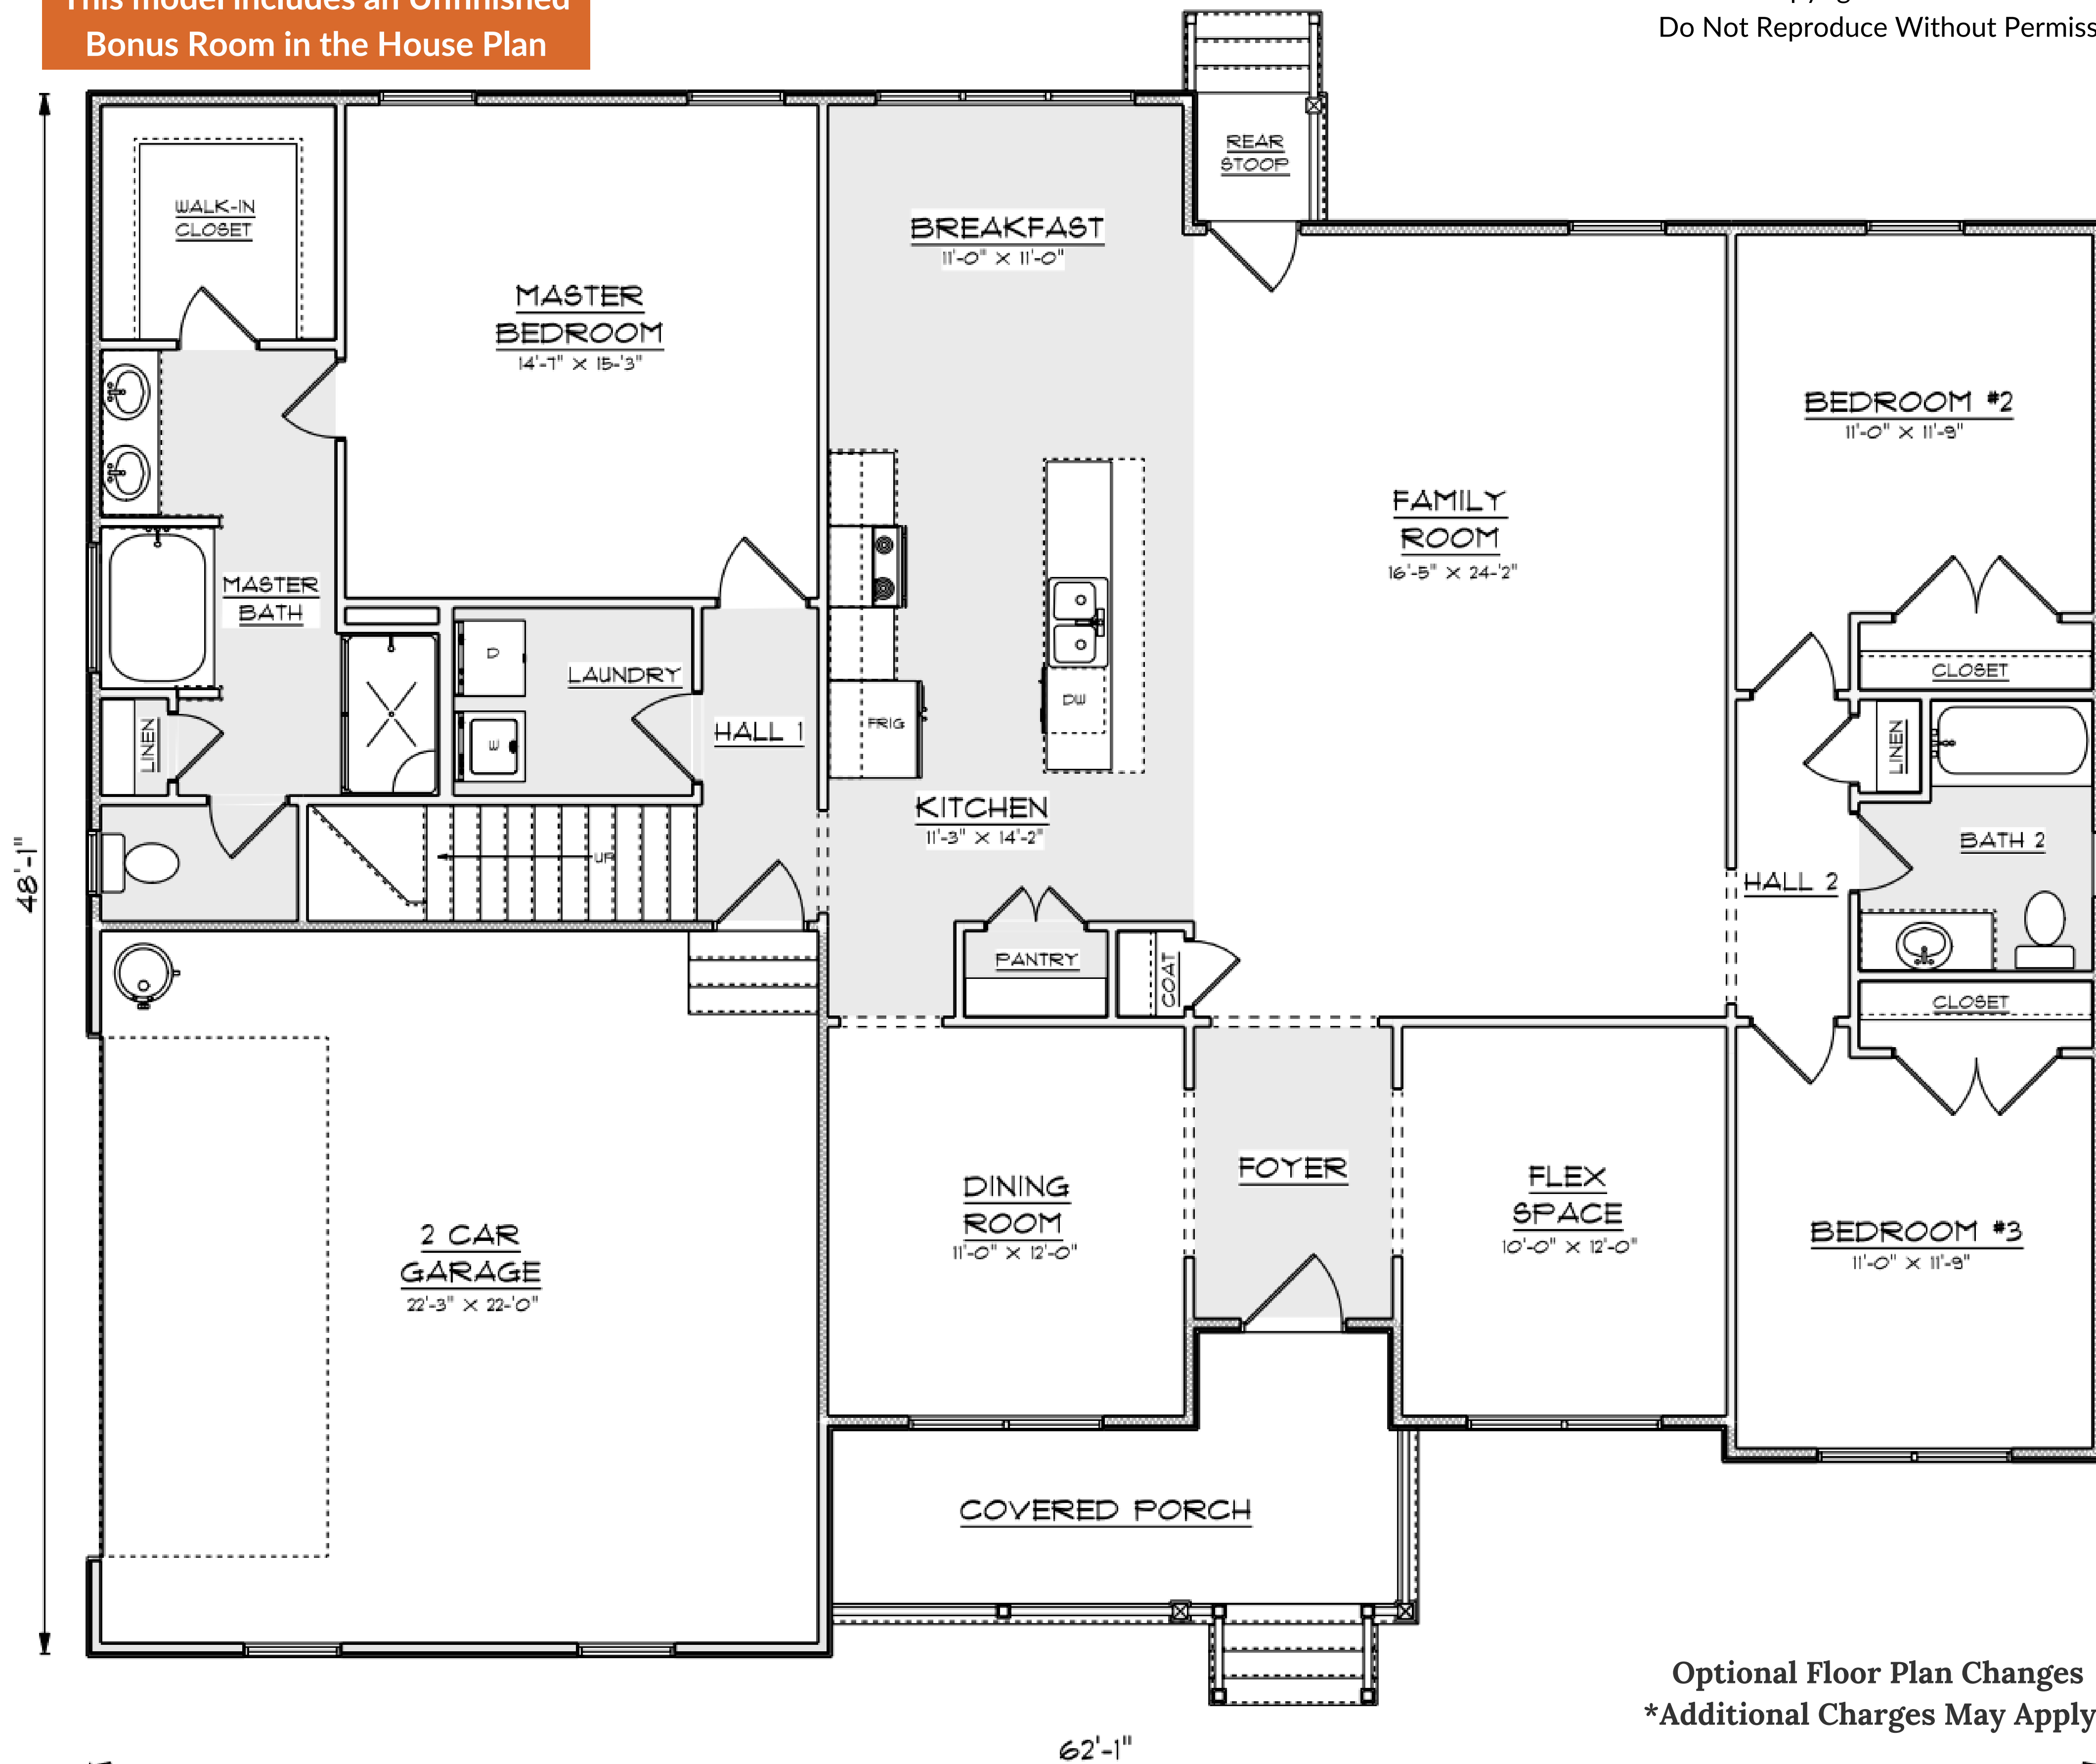 This model includes an Unfinished
Bonus Room in the House Plan
Do Not Reproduce Without Permiss
REAR
STOOP
WALK-IN
CLOSET
BREAKFAST
11'-0" X 11'-0"
MASTER
BEDROOM
14'-7" X 15-'3"
BEDROOM #2
11'-0" X 11'-9"
FAMILY
ROOM
16'-5" X 24-'2"
MASTER
BATH
D
LAUNDRY
CLOSET
FRIG
DW
HALL 1
LINEN
W
LINEN
KITCHEN
11'-3" X 14'-2"
BATH 2
UP
48'-1"
HALL 2
PANTRY
COAT
CLOSET
FOYER
DINING
ROOM
11'-0" X 12'-0"
FLEX
SPACE
10'-0" X 12'-0"
2 CAR
GARAGE
22'-3" X 22-'0"
BEDROOM #3
11'-0" X 11'-9"
COVERED PORCH
Optional Floor Plan Changes
*Additional Charges May Apply
62'-1"